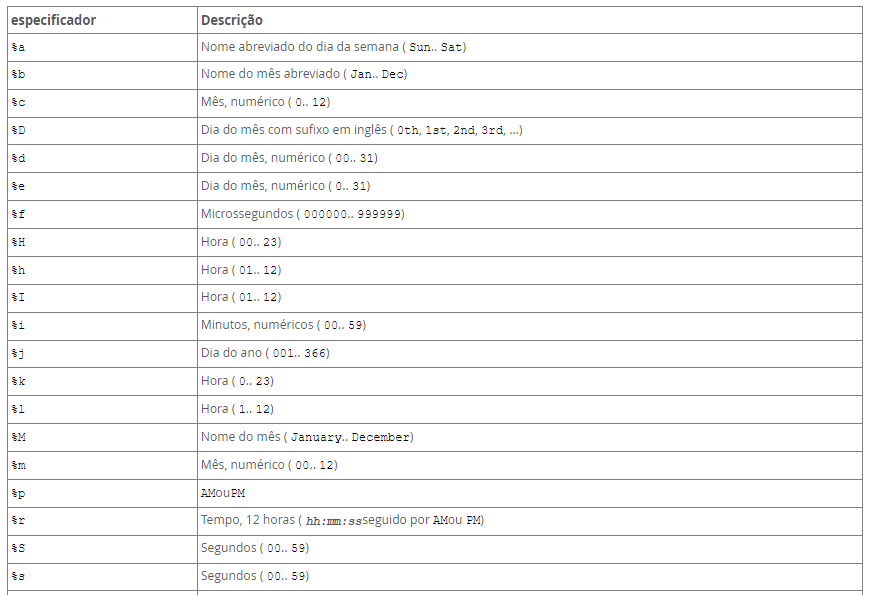 especificador Descrição
%a Nome abreviado do dia da semana ( Sun.. Sat)
%b Nome do mês abreviado ( Jan.. Dec)
%c Mês, numérico ( 0.. 12)
%D Dia do mês com sufixo em inglês ( 0th, 1st, 2nd, 3rd, ...)
%d Dia do mês, numérico ( 00.. 31)
%e Dia do mês, numérico ( 0.. 31)
%f Microssegundos ( 000000.. 999999)
%H Hora ( 00.. 23)
%h Hora ( 01.. 12)
%I Hora ( 01.. 12)
%i Minutos, numéricos ( 00.. 59)
%j Dia do ano ( 001.. 366)
%k Hora ( 0.. 23)
%l Hora ( 1.. 12)
%M Nome do mês ( January.. December)
%m Mês, numérico ( 00.. 12)
%p AMouPM
%r Tempo, 12 horas ( hh:mm:ssseguido por AMou PM)
%S Segundos ( 00.. 59)
%s Segundos ( 00.. 59)